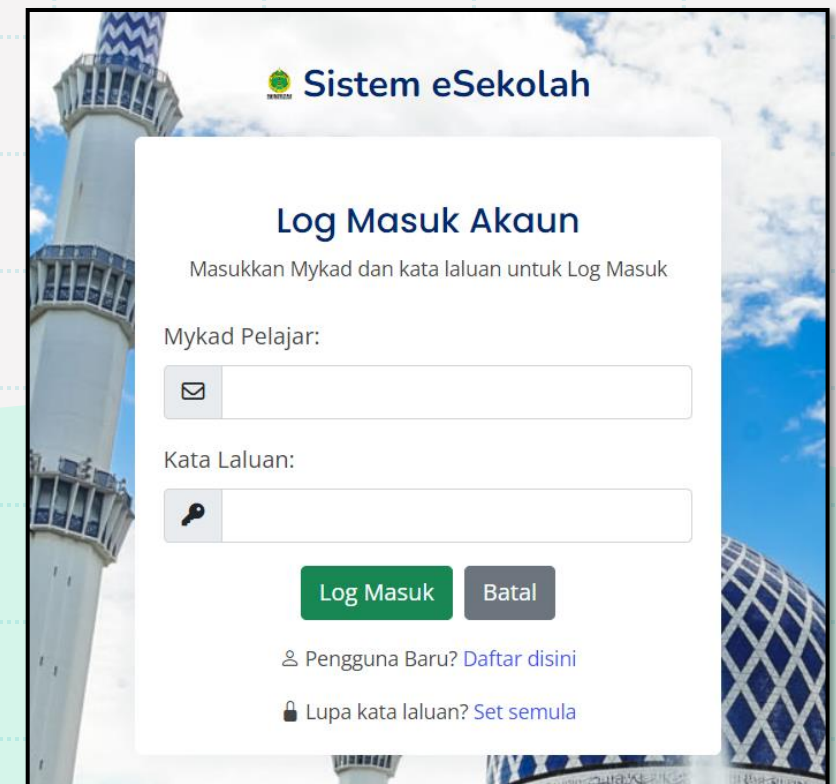 Sistem eSekolah
Log Masuk Akaun
Masukkan Mykad dan kata laluan untuk Log Masuk
Mykad Pelajar:
Kata Laluan:
Log Masuk Batal
Pengguna Baru? Daftar disini
Lupa kata laluan? Set semula